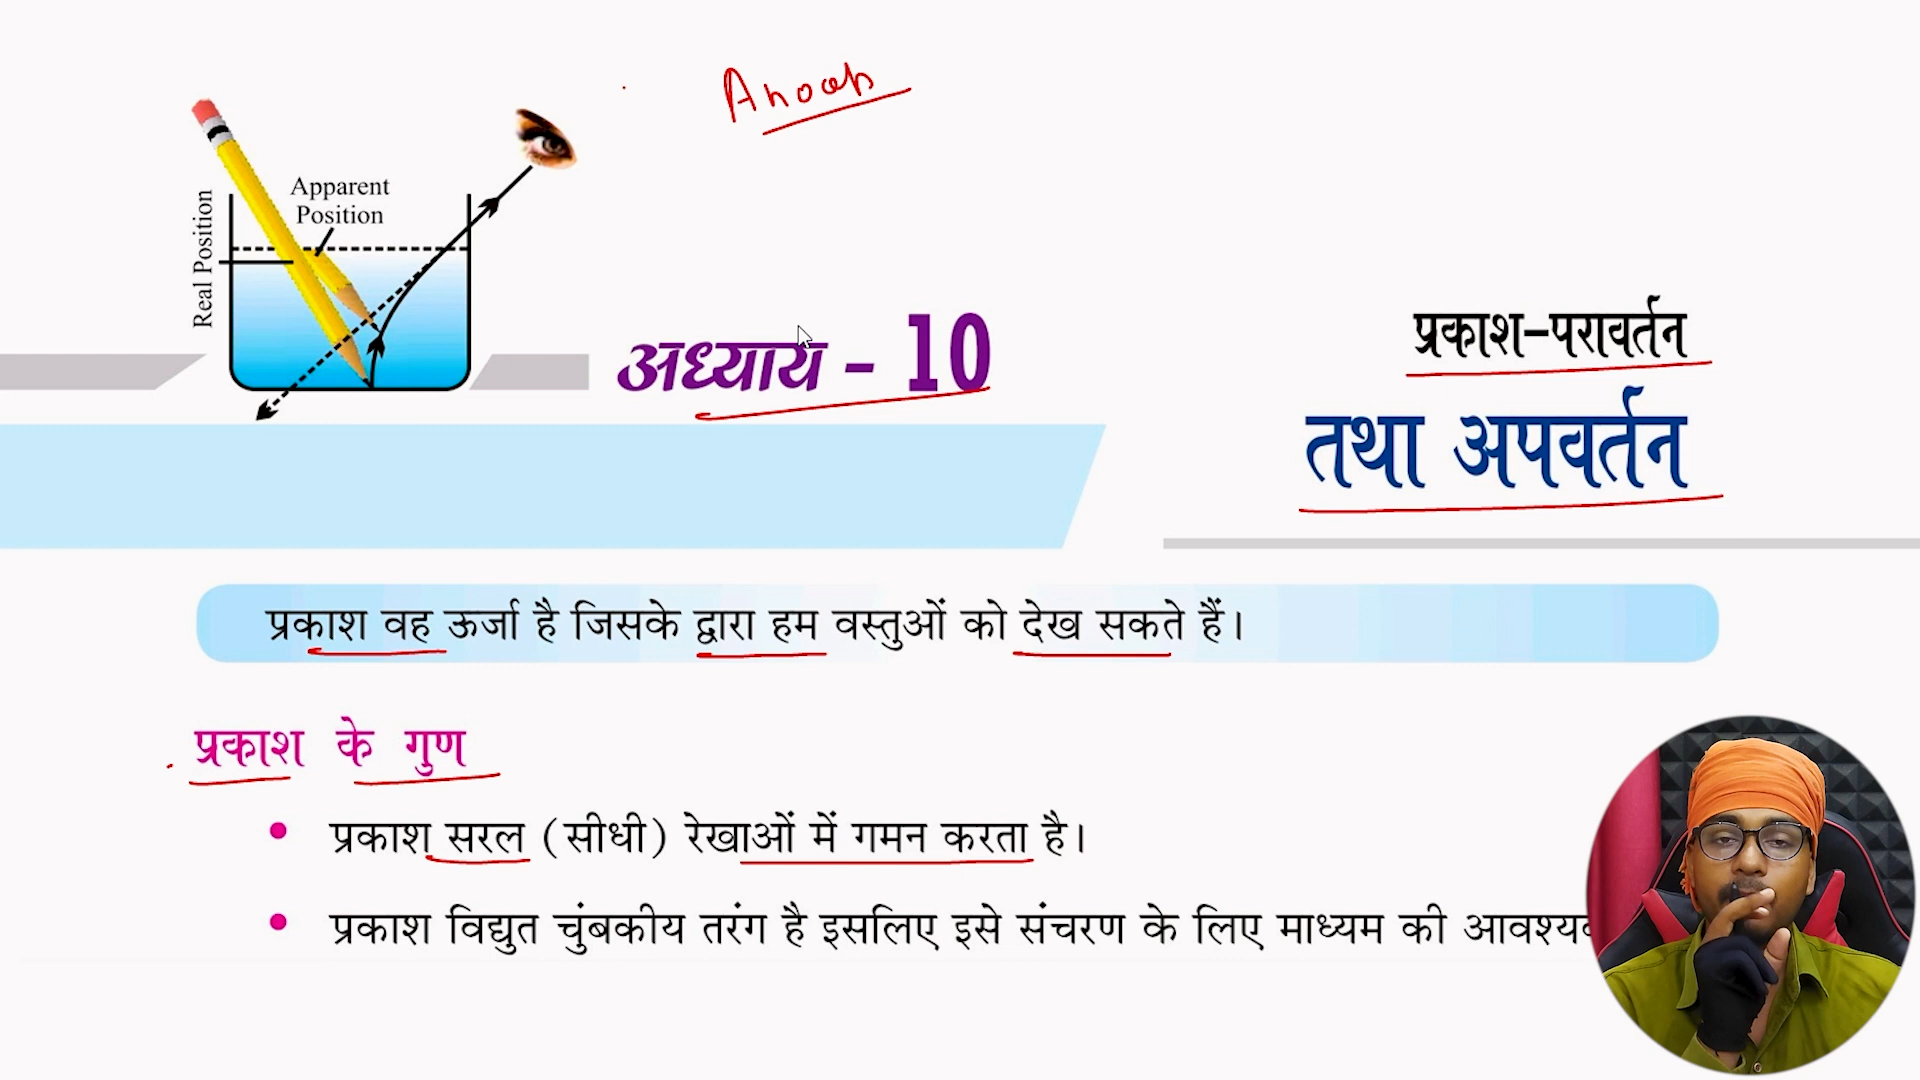 Anoop
Apparent
Position
Real Position
अध्याय - 10
प्रकाश-परावर्तन
तथा अपवर्तन
प्रकाश वह ऊर्जा है जिसके द्वारा हम वस्तुओं को देख सकते हैं।
प्रकाश के गुण
• प्रकाश सरल (सीधी) रेखाओं में गमन करता है।
• प्रकाश विद्युत चुंबकीय तरंग है इसलिए इसे संचरण के लिए माध्यम की